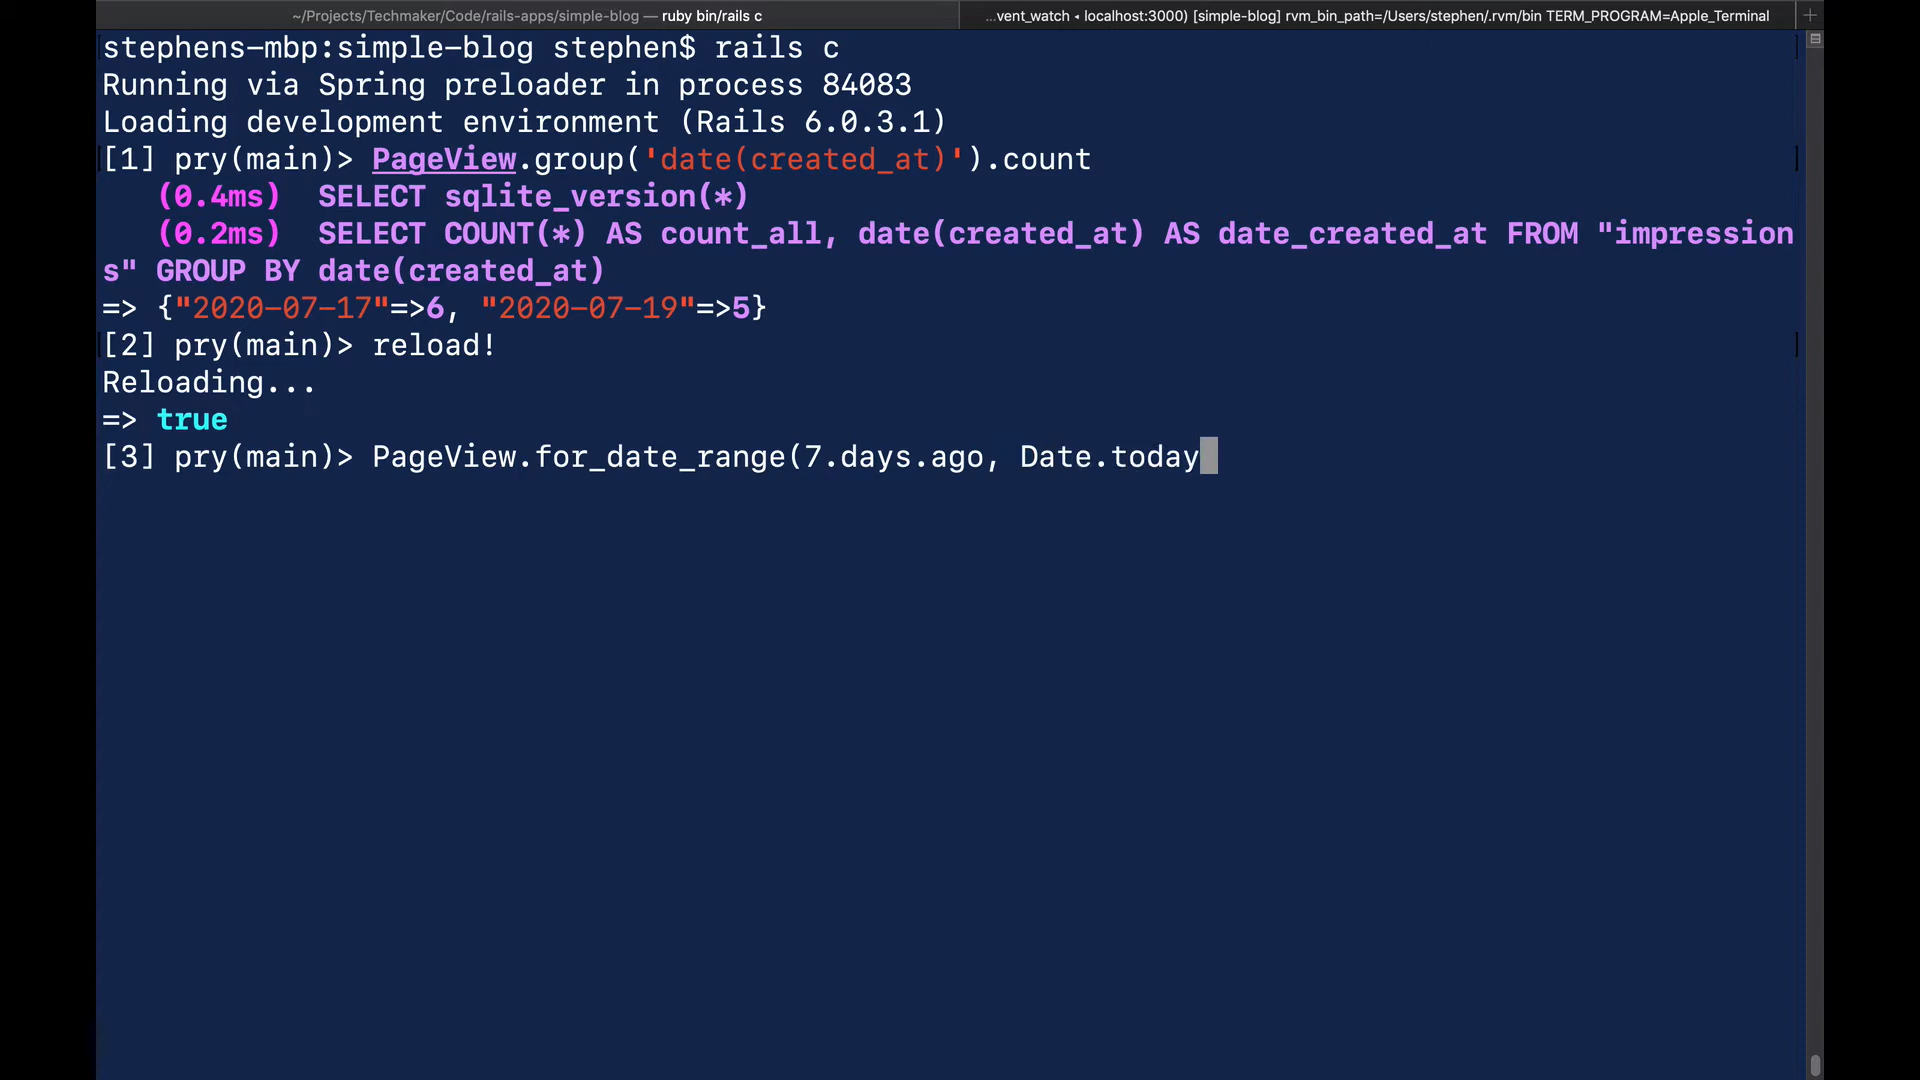 ~/Projects/Techmaker/Code/rails-apps/simple-blog — ruby bin/rails c
...vent_watch ◂ localhost:3000) [simple-blog] rvm_bin_path=/Users/stephen/.rvm/bin TERM_PROGRAM=Apple_Terminal
stephens-mbp:simple-blog stephen$ rails c
Running via Spring preloader in process 84083
Loading development environment (Rails 6.0.3.1)
[1] pry(main)> PageView.group('date(created_at)').count
(0.4ms)  SELECT sqlite_version(*)
(0.2ms)  SELECT COUNT(*) AS count_all, date(created_at) AS date_created_at FROM "impression
s" GROUP BY date(created_at)
=> {"2020-07-17"=>6, "2020-07-19"=>5}
[2] pry(main)> reload!
Reloading...
=> true
[3] pry(main)> PageView.for_date_range(7.days.ago, Date.today